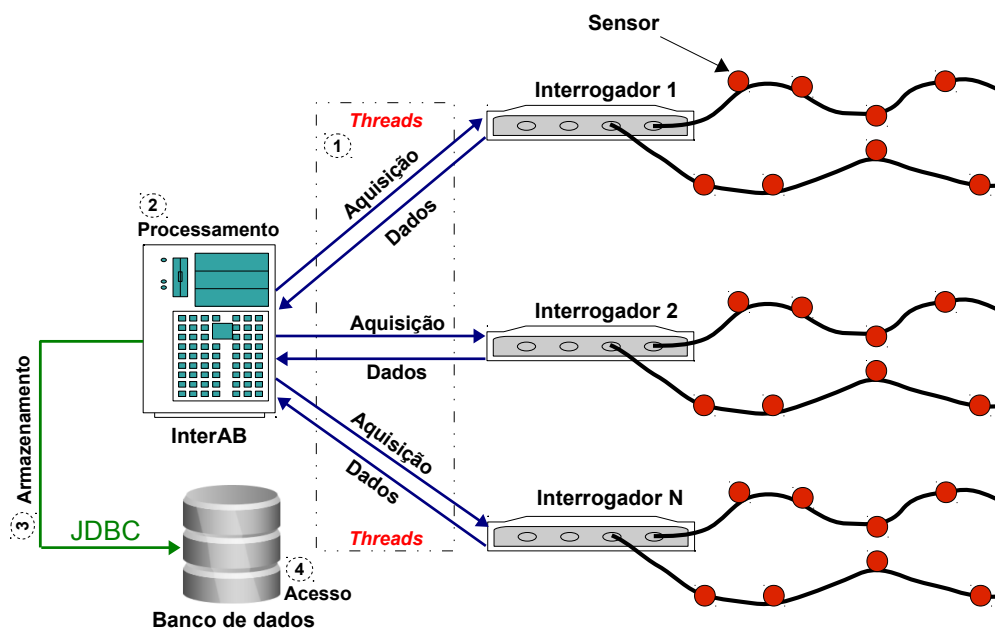 Sensor
Interrogador 1
Threads
1
Aquisição
Dados
2
Processamento
Interrogador 2
Aquisição
Dados
InterAB
Armazenamento
3
JDBC
Aquisição
Dados
Interrogador N
Threads
4
Acesso
Banco de dados